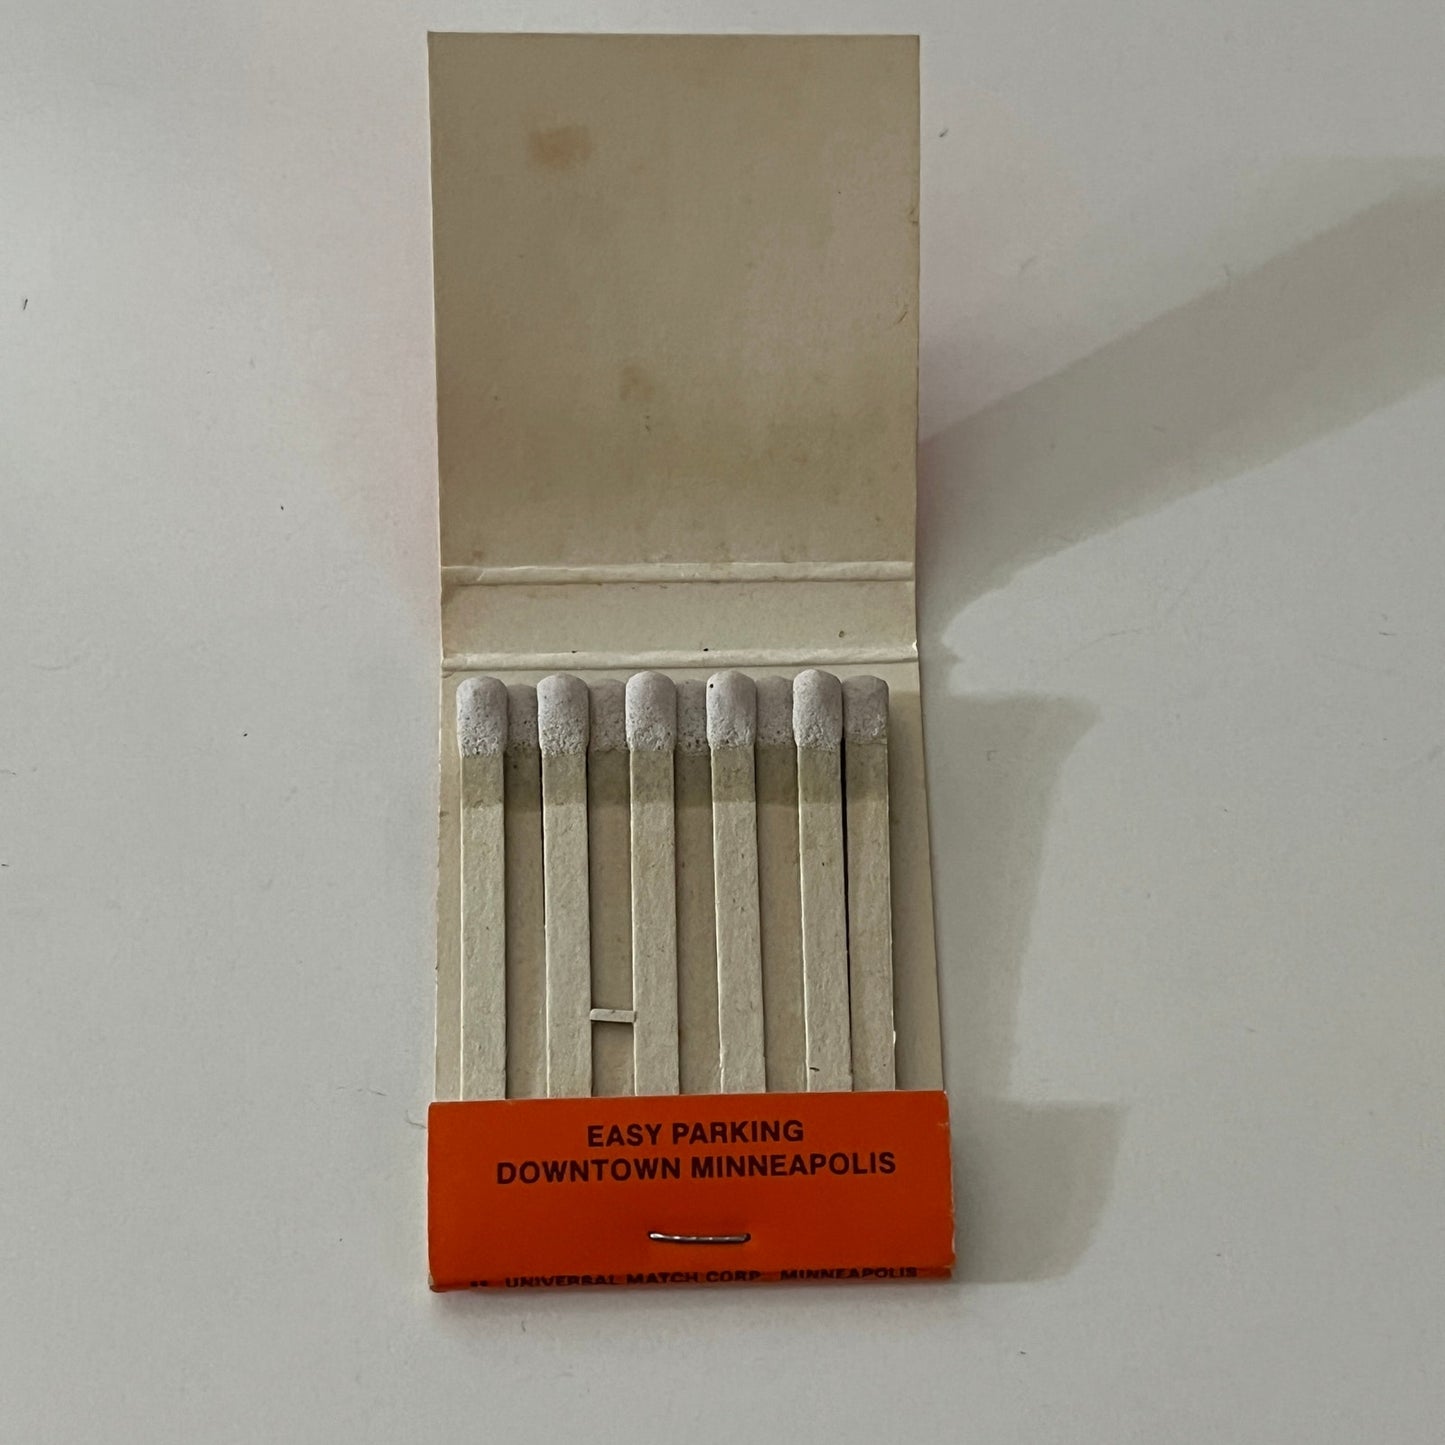 EASY PARKING
DOWNTOWN MINNEAPOLIS
UNIVERSAL MATCH CORP., MINNEAPOLIS